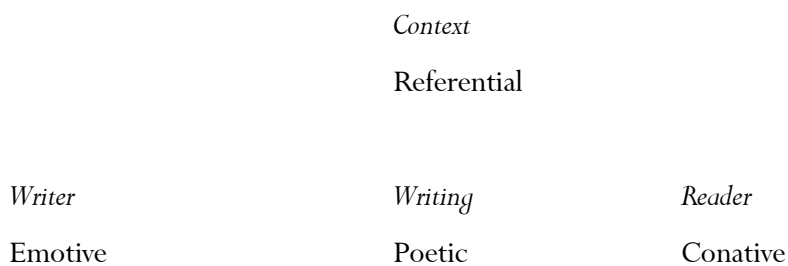 Context
Referential
Writer Writing Reader
Emotive Poetic Conative